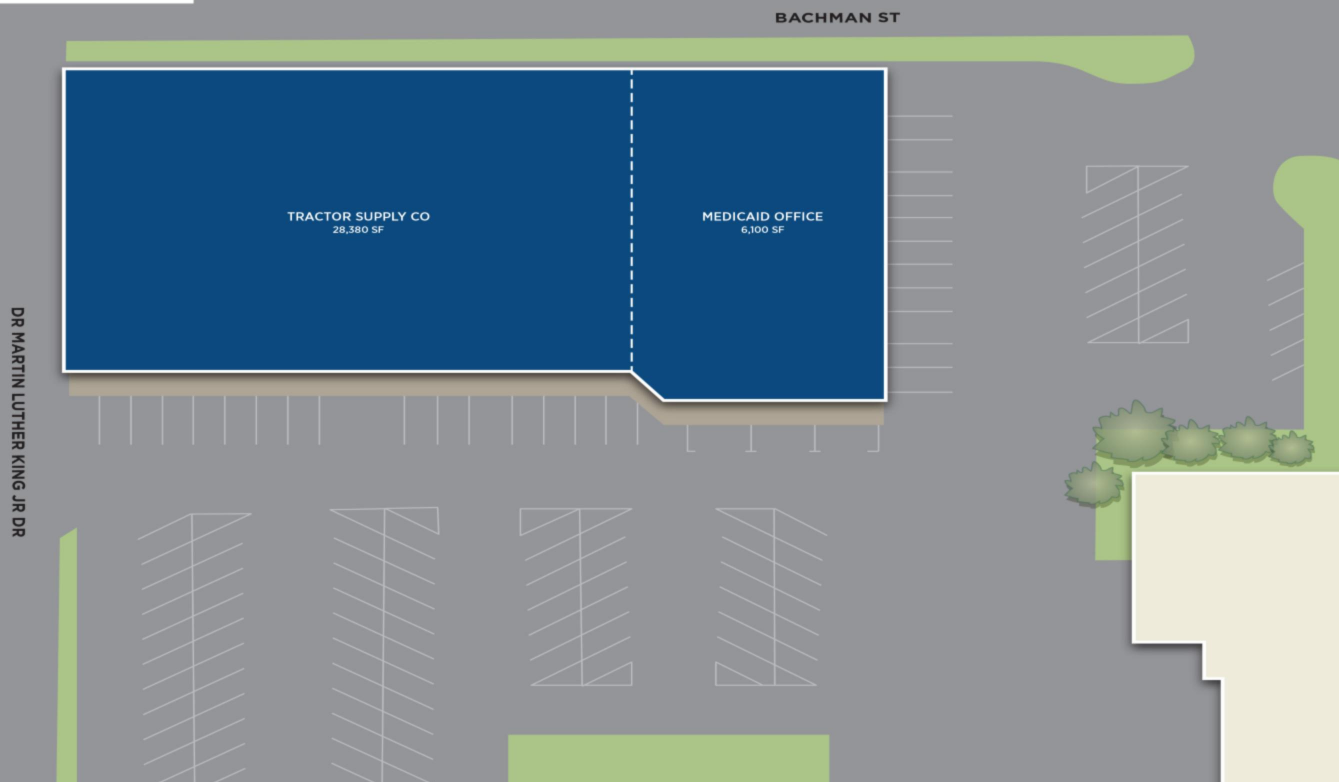 BACHMAN ST
TRACTOR SUPPLY CO
28,380 SF
MEDICAID OFFICE
6,100 SF
DR MARTIN LUTHER KING JR DR